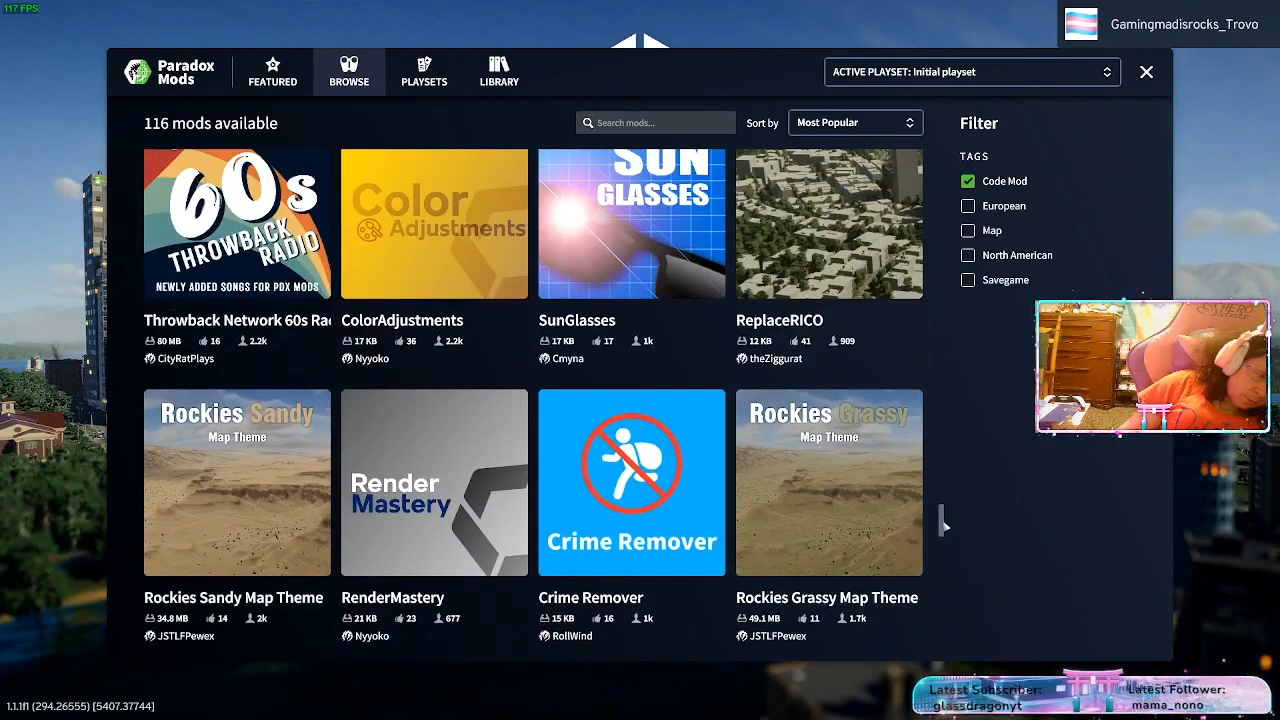 117 FPS
Gamingmadisrocks_Trovo
Paradox
Mods
FEATURED
BROWSE
PLAYSETS
LIBRARY
ACTIVE PLAYSET: Initial playset
116 mods available
Search mods...
Sort by
Most Popular
Filter
TAGS
Code Mod
European
Map
North American
Savegame
60s
THROWBACK
RADIO
NEWLY ADDED SONGS FOR PDX MODS
Color
Adjustments
SUN
GLASSES
Throwback Network 60s Ra
ColorAdjustments
SunGlasses
ReplaceRICO
80 MB 16 2.2k
17 KB 36 2.2k
17 KB 17 1k
12 KB 41 909
CityRatPlays
Nyyoko
Cmyna
theZiggurat
Rockies Sandy
Map Theme
Render
Mastery
Crime Remover
Rockies Grassy
Map Theme
Rockies Sandy Map Theme
RenderMastery
Crime Remover
Rockies Grassy Map Theme
34.8 MB 14 2k
21 KB 23 677
15 KB 16 1k
49.1 MB 11 1.7k
JSTLFPewex
Nyyoko
RollWind
JSTLFPewex
Latest Subscriber:
glassdragonyt
Latest Follower:
mama_nono
1.1.1f1 (294.26555) [5407.37744]